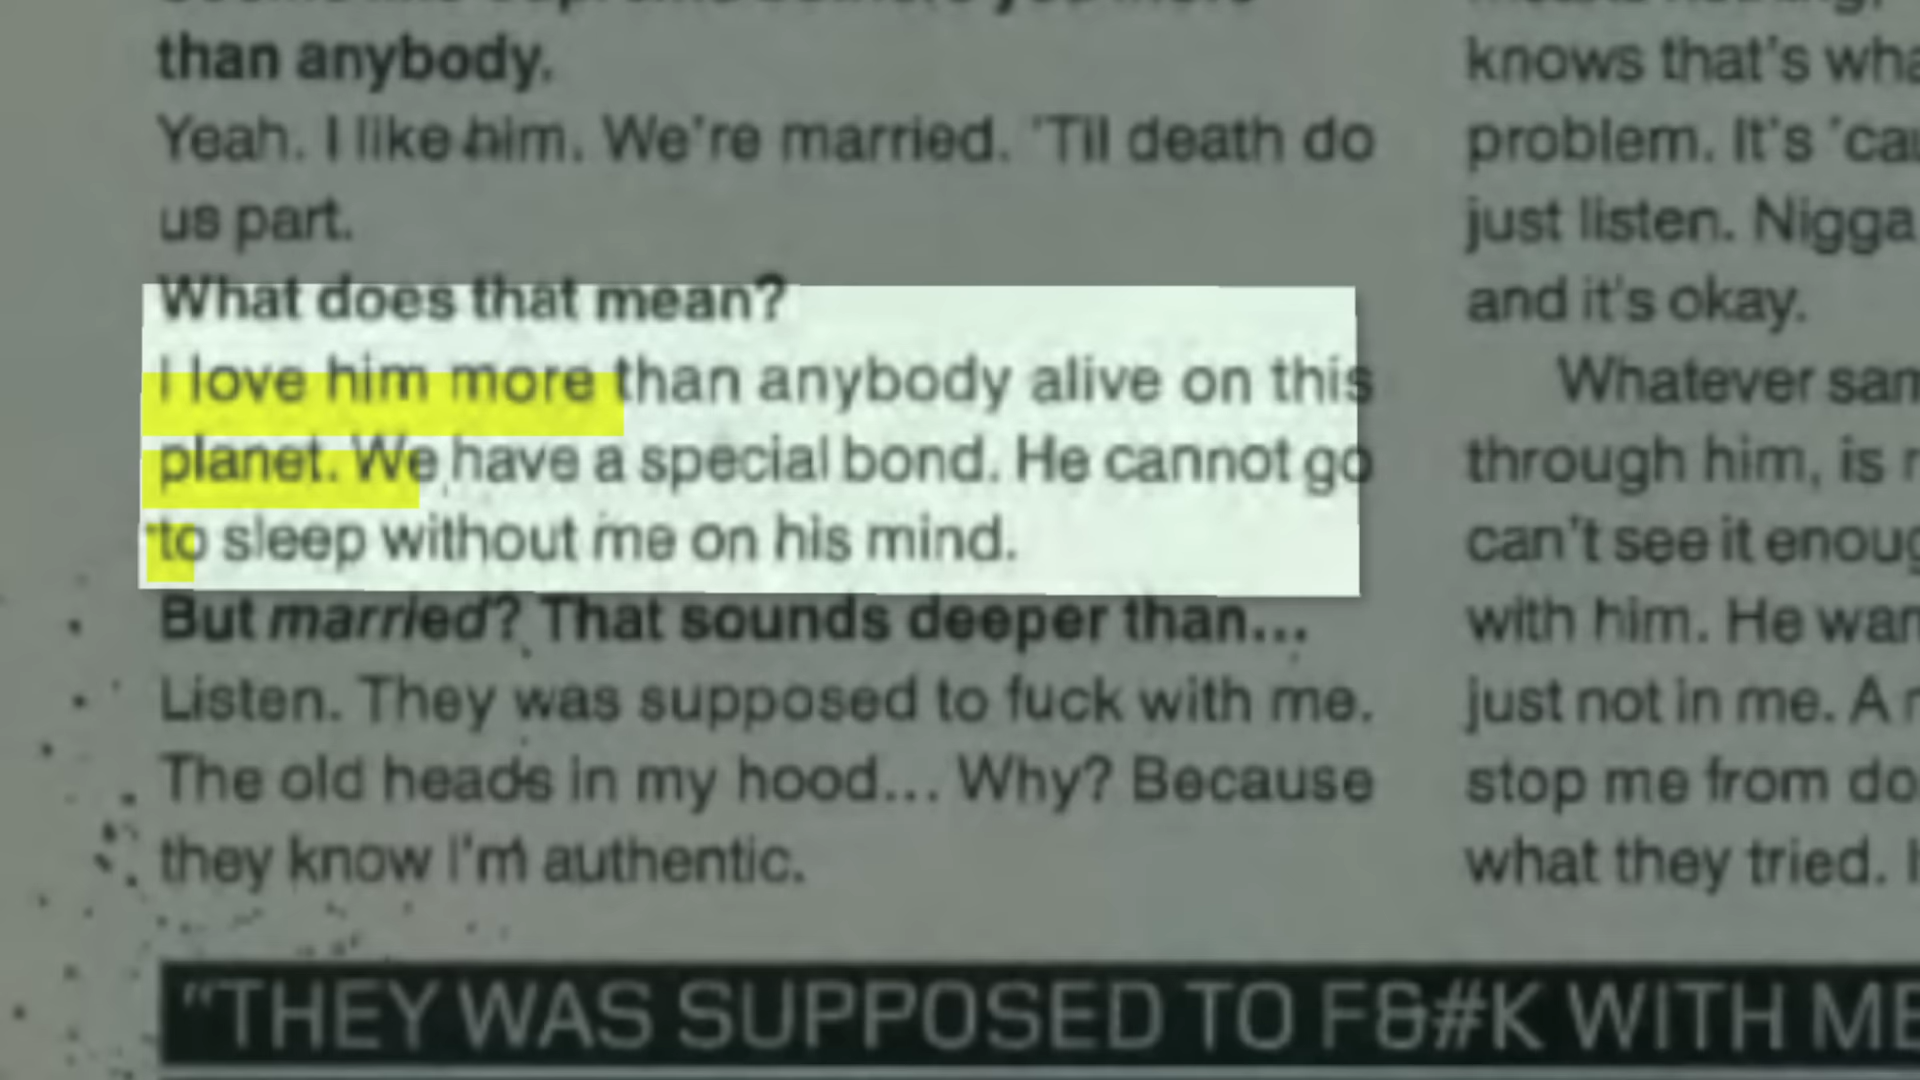 than anybody.
Yeah. I like him. We're married. 'Til death do
us part.
What does that mean?
I love him more than anybody alive on this
planet. We have a special bond. He cannot go
to sleep without me on his mind.
But married? That sounds deeper than...
Listen. They was supposed to fuck with me.
The old heads in my hood... Why? Because
they know I'm authentic.
"THEY WAS SUPPOSED TO F&#K WITH ME
knows that's wha
problem. It's 'cau
just listen. Nigga
and it's okay.
Whatever sam
through him, is
can't see it enoug
with him. He wan
just not in me. A
stop me from do
what they tried.